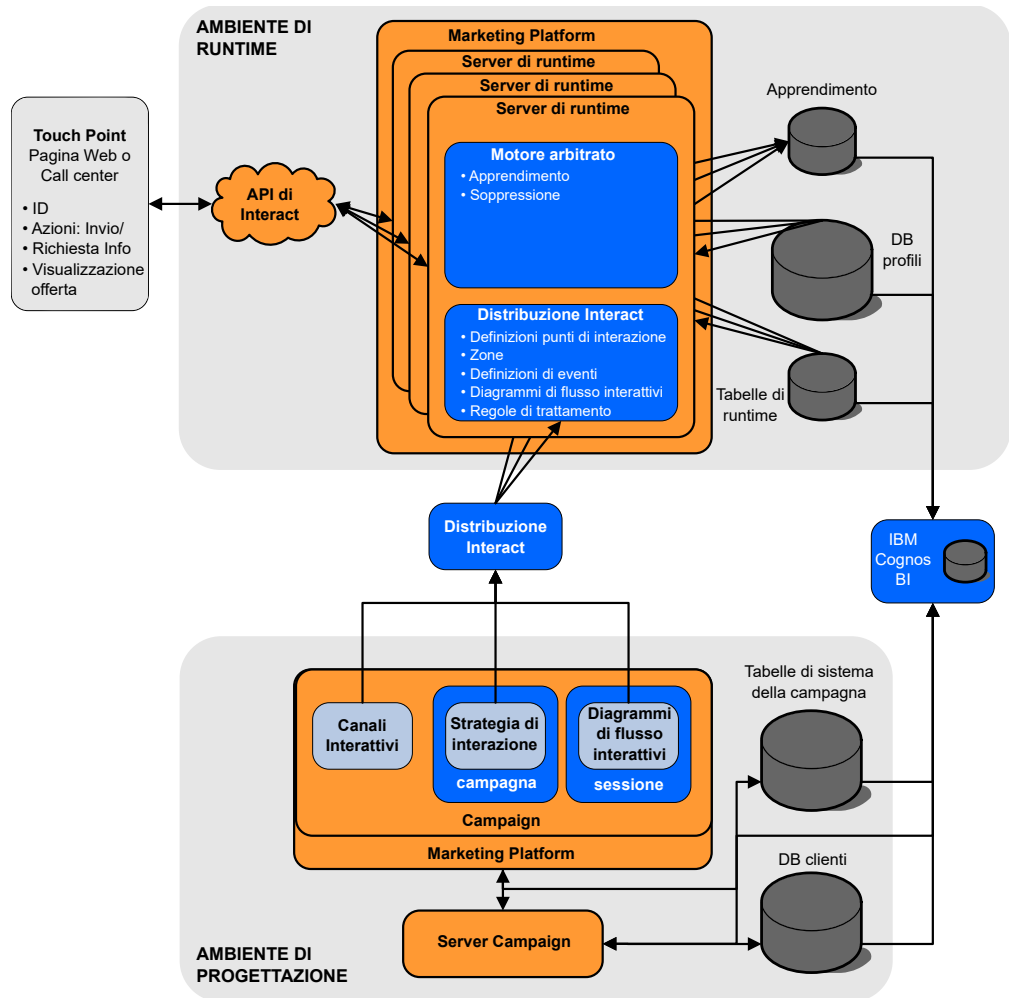 AMBIENTE DI
RUNTIME
Marketing Platform
Server di runtime
Server di runtime
Server di runtime
Touch Point
Pagina Web o
Call center
• ID
• Azioni: Invio/
• Richiesta Info
• Visualizzazione
offerta
API di
Interact
Motore arbitrato
• Apprendimento
• Soppressione
Distribuzione Interact
• Definizioni punti di interazione
• Zone
• Definizioni di eventi
• Diagrammi di flusso interattivi
• Regole di trattamento
Apprendimento
DB
profili
Tabelle di
runtime
Distribuzione
Interact
IBM
Cognos
BI
Canali
Interattivi
Strategia di
interazione
campagna
Diagrammi
di flusso
interattivi
sessione
Campaign
Marketing Platform
Tabelle di sistema
della campagna
DB clienti
Server Campaign
AMBIENTE DI
PROGETTAZIONE